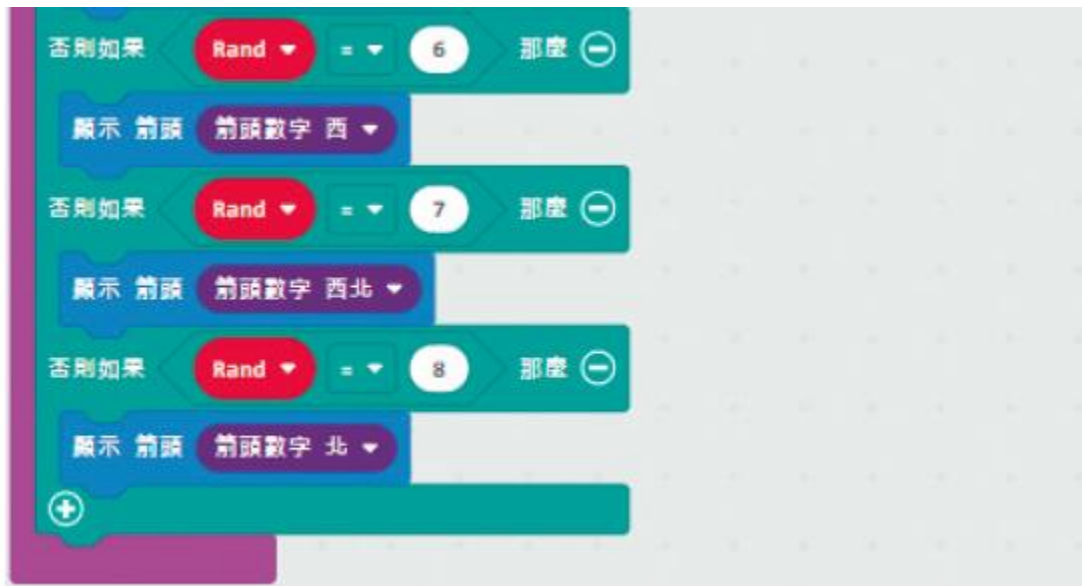 否則如果 Rand = 6 那麼
顯示 箭頭 箭頭數字 西
否則如果 Rand = 7 那麼
顯示 箭頭 箭頭數字 西北
否則如果 Rand = 8 那麼
顯示 箭頭 箭頭數字 北